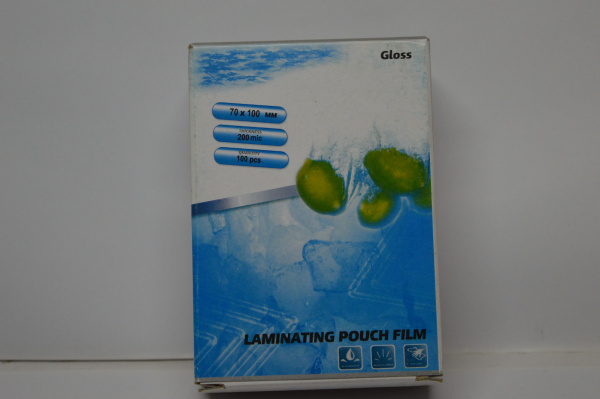 Gloss
70 x 100 MM
200 mic
100 pcs
LAMINATING POUCH FILM